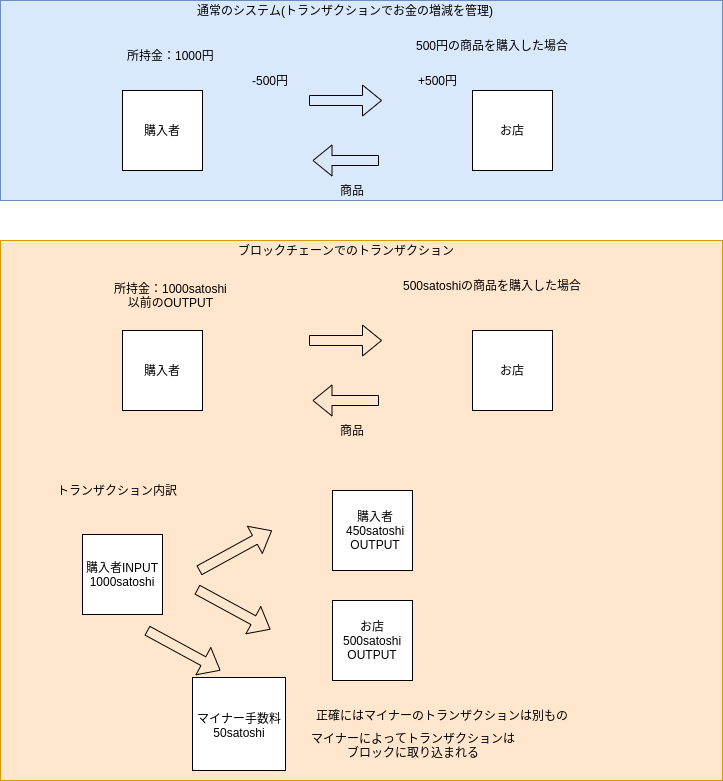 通常のシステム(トランザクションでお金の増減を管理)
500円の商品を購入した場合
所持金：1000円
-500円
+500円
購入者
お店
商品
ブロックチェーンでのトランザクション
所持金：1000satoshi
以前のOUTPUT
500satoshiの商品を購入した場合
購入者
お店
商品
トランザクション内訳
購入者
450satoshi
OUTPUT
購入者INPUT
1000satoshi
お店
500satoshi
OUTPUT
マイナー手数料
50satoshi
正確にはマイナーのトランザクションは別もの
マイナーによってトランザクションは
ブロックに取り込まれる